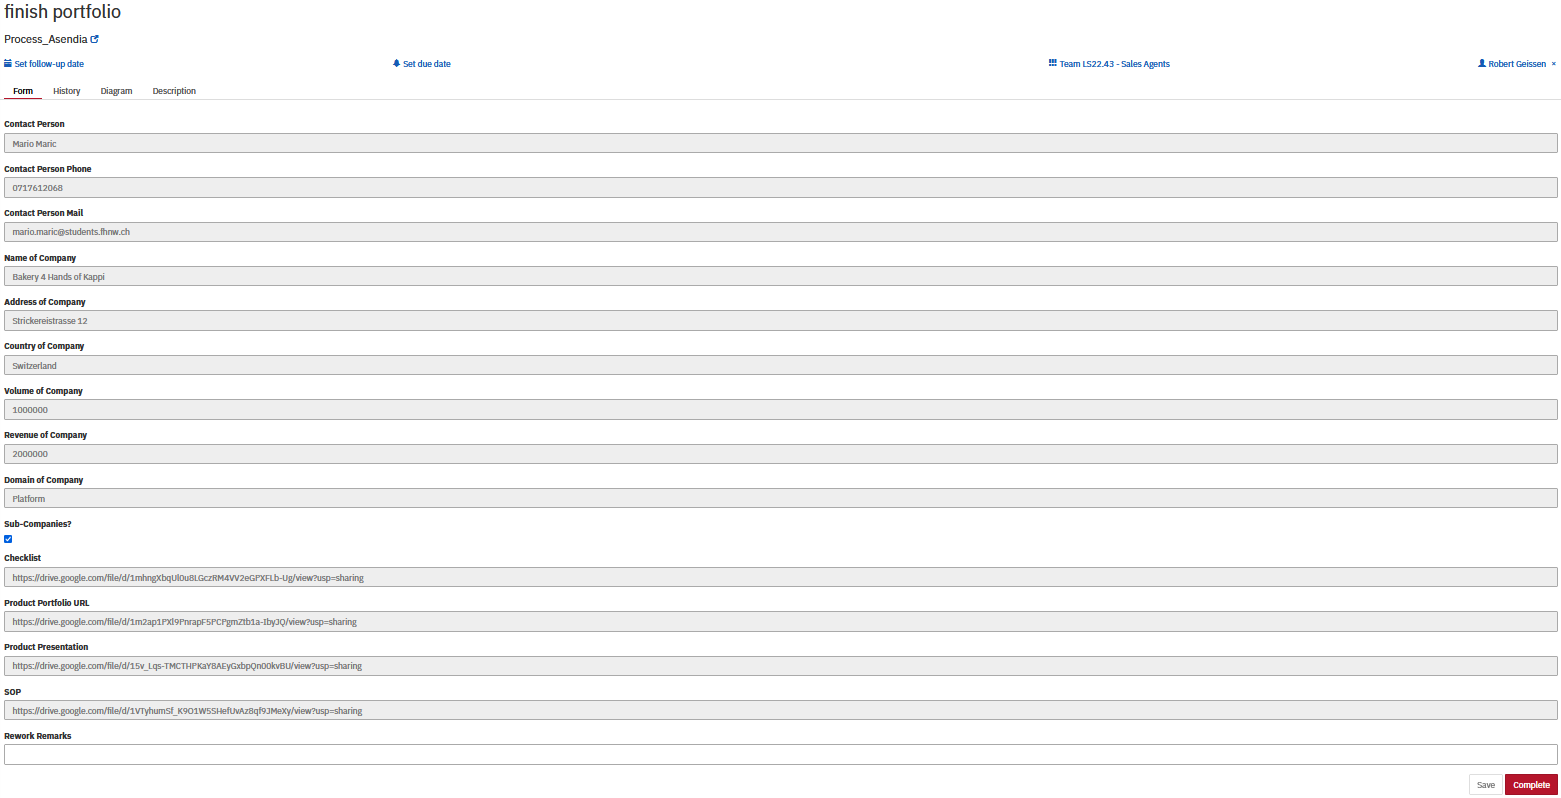 finish portfolio
Process_Asendia
Set follow-up date Set due date Team LS22.43 - Sales Agents Robert Geissen ×
Form History Diagram Description
Contact Person
Mario Maric
Contact Person Phone
0717612068
Contact Person Mail
mario.maric@students.fhnw.ch
Name of Company
Bakery 4 Hands of Kappi
Address of Company
Strickereistrasse 12
Country of Company
Switzerland
Volume of Company
1000000
Revenue of Company
2000000
Domain of Company
Platform
Sub-Companies?
Checklist
https://drive.google.com/file/d/1mhngXbqUl0u8LGczRM4VV2eGPXFLb-Ug/view?usp=sharing
Product Portfolio URL
https://drive.google.com/file/d/1m2ap1PXl9PnrapF5PCPgmZtb1a-IbyJQ/view?usp=sharing
Product Presentation
https://drive.google.com/file/d/15v_Lqs-TMCTHPKaY8AEyGxbpQn00kvBU/view?usp=sharing
SOP
https://drive.google.com/file/d/1VTyhumSf_K9O1W5SHefUvAz8qf9JMeXy/view?usp=sharing
Rework Remarks
Save Complete